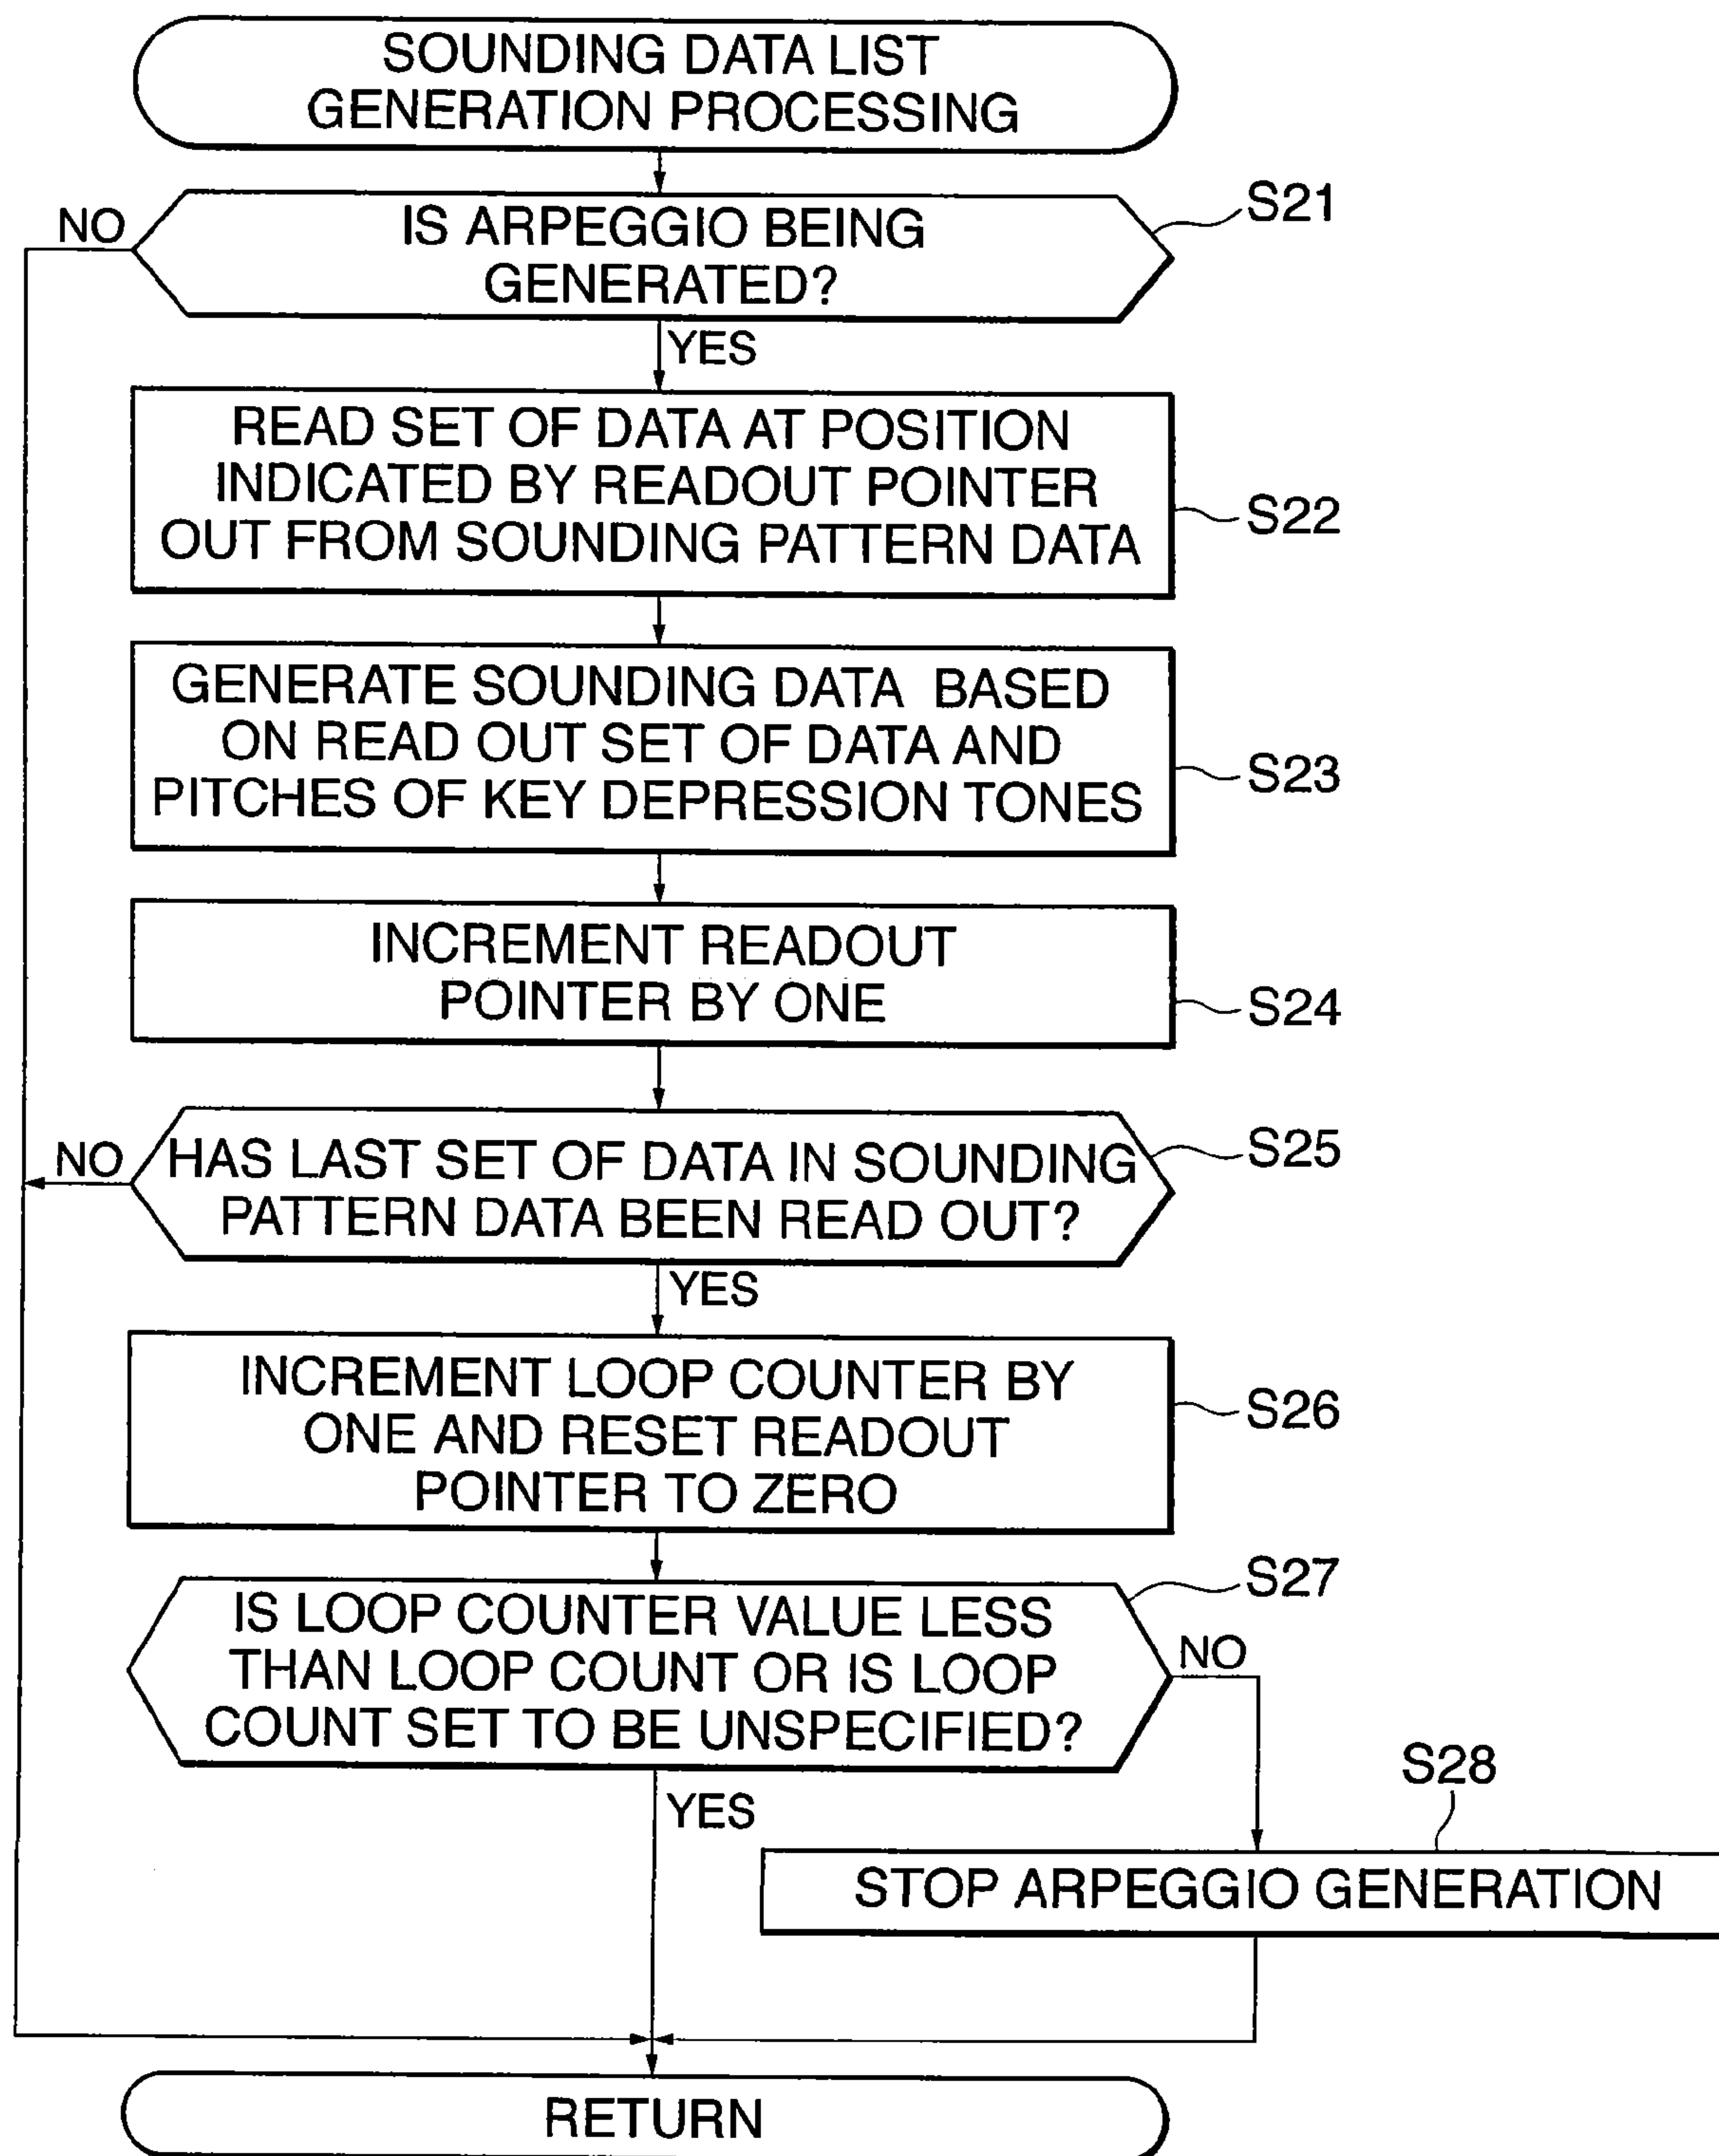 SOUNDING DATA LIST
GENERATION PROCESSING
S21
NO
IS ARPEGGIO BEING
GENERATED?
YES
READ SET OF DATA AT POSITION
INDICATED BY READOUT POINTER
OUT FROM SOUNDING PATTERN DATA
S22
GENERATE SOUNDING DATA BASED
ON READ OUT SET OF DATA AND
PITCHES OF KEY DEPRESSION TONES
S23
INCREMENT READOUT
POINTER BY ONE
S24
NO
HAS LAST SET OF DATA IN SOUNDING
PATTERN DATA BEEN READ OUT?
S25
YES
INCREMENT LOOP COUNTER BY
ONE AND RESET READOUT
POINTER TO ZERO
S26
S27
IS LOOP COUNTER VALUE LESS
THAN LOOP COUNT OR IS LOOP
COUNT SET TO BE UNSPECIFIED?
NO
YES
S28
STOP ARPEGGIO GENERATION
RETURN